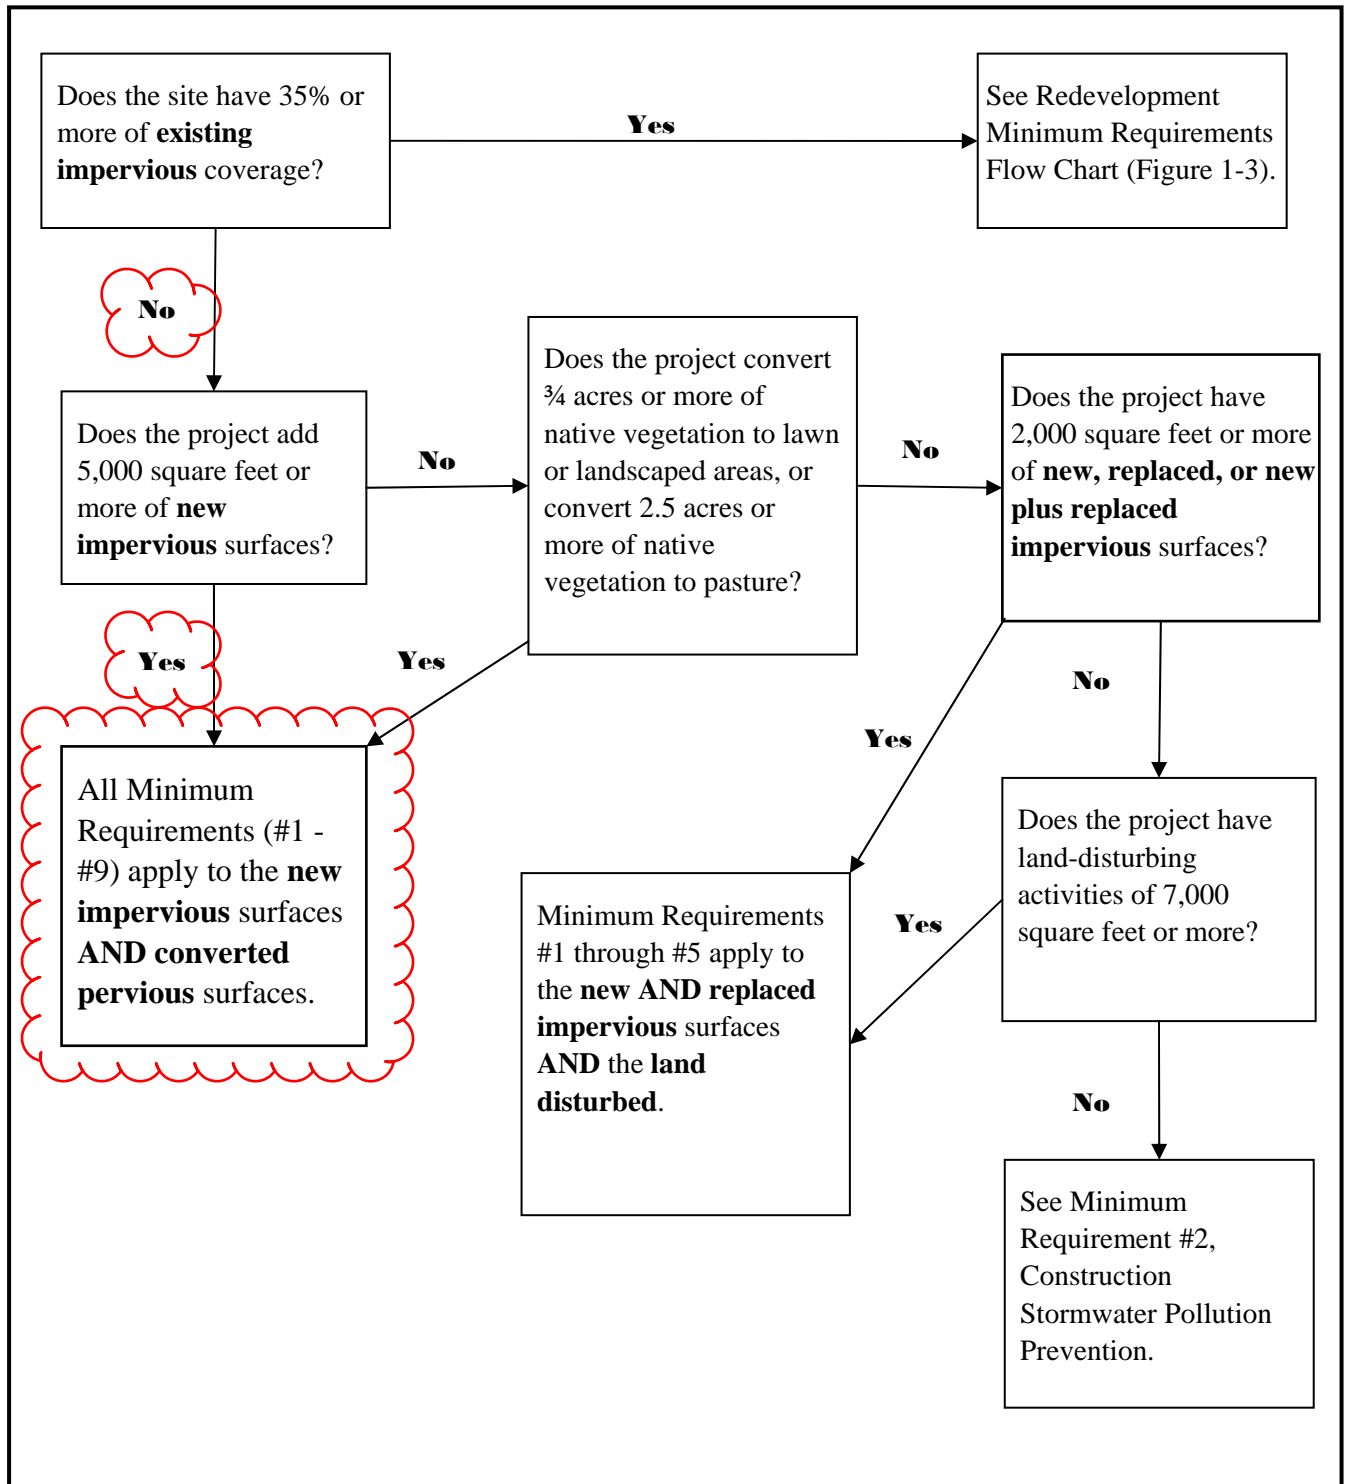 Does the site have 35% or
more of existing
impervious coverage?
Yes
See Redevelopment
Minimum Requirements
Flow Chart (Figure 1-3).
No
Does the project add
5,000 square feet or
more of new
impervious surfaces?
No
Does the project convert
¾ acres or more of
native vegetation to lawn
or landscaped areas, or
convert 2.5 acres or
more of native
vegetation to pasture?
No
Does the project have
2,000 square feet or more
of new, replaced, or new
plus replaced
impervious surfaces?
Yes
Yes
No
Yes
All Minimum
Requirements (#1 -
#9) apply to the new
impervious surfaces
AND converted
pervious surfaces.
Does the project have
land-disturbing
activities of 7,000
square feet or more?
Yes
Minimum Requirements
#1 through #5 apply to
the new AND replaced
impervious surfaces
AND the land
disturbed.
No
See Minimum
Requirement #2,
Construction
Stormwater Pollution
Prevention.